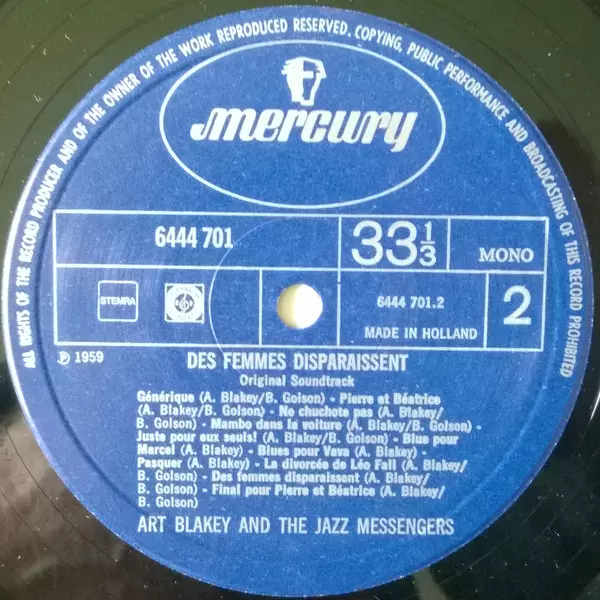 ALL RIGHTS OF THE RECORD PRODUCER AND OF THE OWNER OF THE WORK REPRODUCED RESERVED. COPYING, PUBLIC PERFORMANCE AND BROADCASTING OF THIS RECORD PROHIBITED
mercury
6444 701
33 1/3
MONO
STEMRA
6444 701.2
MADE IN HOLLAND
2
℗ 1959
DES FEMMES DISPARAISSENT
Original Soundtrack
Générique (A. Blakey/B. Golson) - Pierre et Béatrice
(A. Blakey/B. Golson) - Ne chuchote pas (A. Blakey/
B. Golson) - Mambo dans la voiture (A. Blakey/B. Golson) -
Juste pour eux seuls! (A. Blakey/B. Golson) - Blue pour
Marcel (A. Blakey) - Blues pour Vava (A. Blakey) -
Pasquer (A. Blakey) - La divorcée de Léo Fall (A. Blakey/
B. Golson) - Des femmes disparaissent (A. Blakey/
B. Golson) - Final pour Pierre et Béatrice (A. Blakey/
B. Golson)
ART BLAKEY AND THE JAZZ MESSENGERS